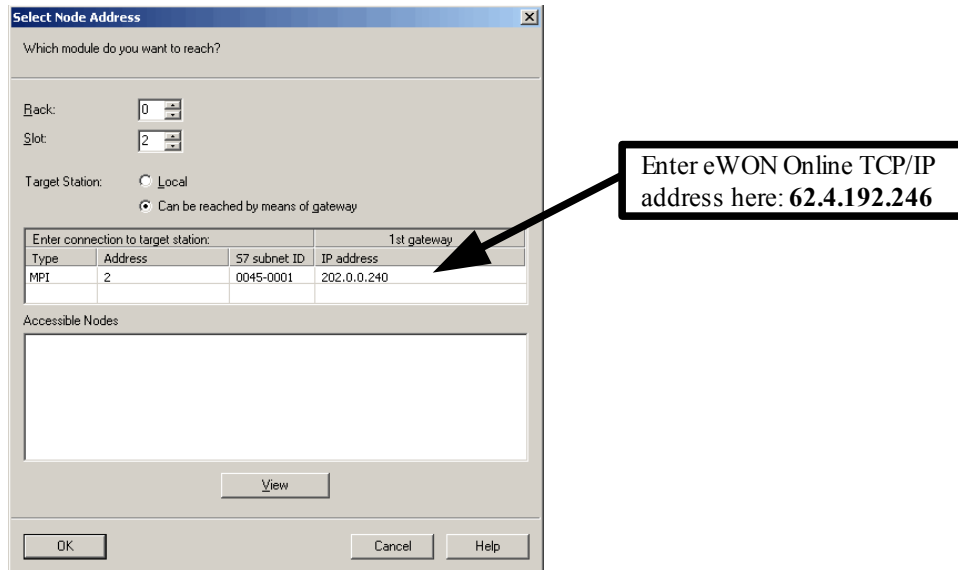 Select Node Address
Which module do you want to reach?
Rack: 0
Slot: 2
Enter eWON Online TCP/IP
address here: 62.4.192.246
Target Station: Local
Can be reached by means of gateway
Enter connection to target station: 1st gateway
Type Address S7 subnet ID IP address
MPI 2 0045-0001 202.0.0.240
Accessible Nodes
View
OK Cancel Help